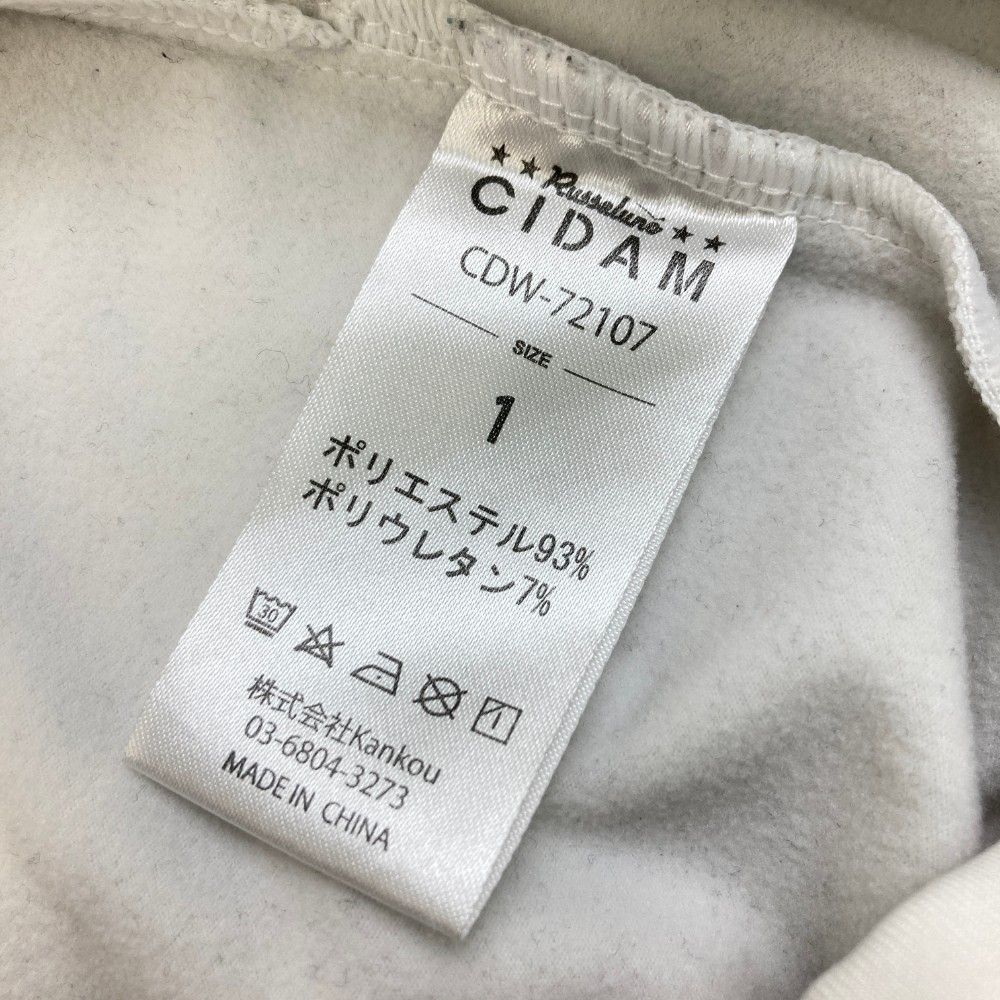 Russeluno
CIDAM
CDW-72107
SIZE
1
ポリエステル93%
ポリウレタン7%
30
株式会社Kankou
03-6804-3273
MADE IN CHINA